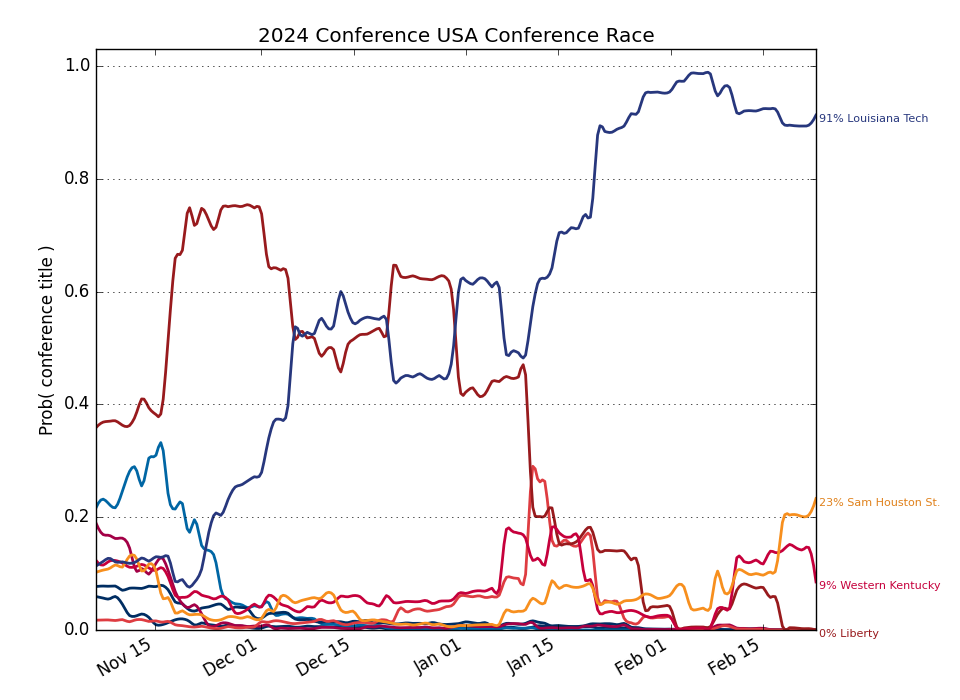 2024 Conference USA Conference Race
Prob( conference title )
1.0
0.8
0.6
0.4
0.2
0.0
Nov 15
Dec 01
Dec 15
Jan 01
Jan 15
Feb 01
Feb 15
91% Louisiana Tech
23% Sam Houston St.
9% Western Kentucky
0% Liberty